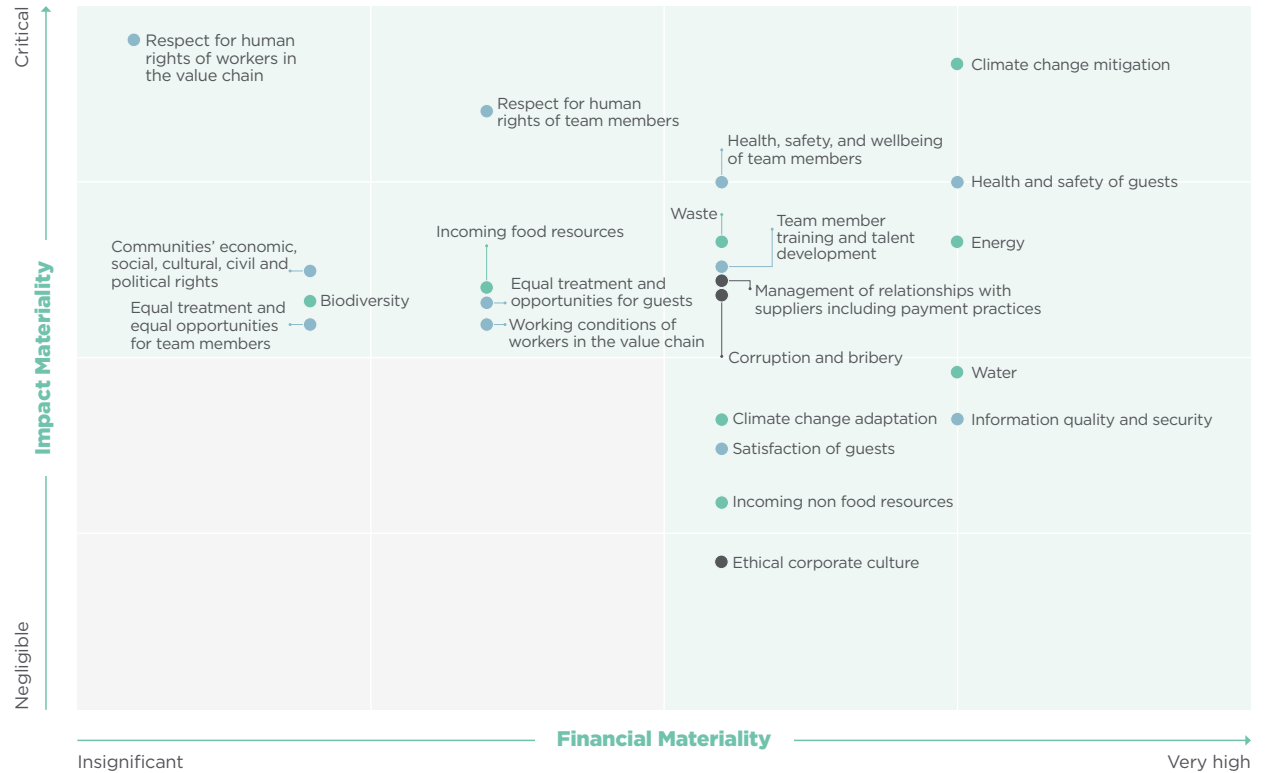 Critical
Respect for human
rights of workers in
the value chain
Climate change mitigation
Respect for human
rights of team members
Health, safety, and wellbeing
of team members
Health and safety of guests
Waste
Team member
training and talent
development
Incoming food resources
Energy
Communities’ economic,
social, cultural, civil and
political rights
Equal treatment and
opportunities for guests
Management of relationships with
suppliers including payment practices
Biodiversity
Equal treatment and
equal opportunities
for team members
Working conditions of
workers in the value chain
Corruption and bribery
Water
Climate change adaptation
Information quality and security
Satisfaction of guests
Incoming non food resources
Ethical corporate culture
Impact Materiality
Negligible
Financial Materiality
Insignificant
Very high